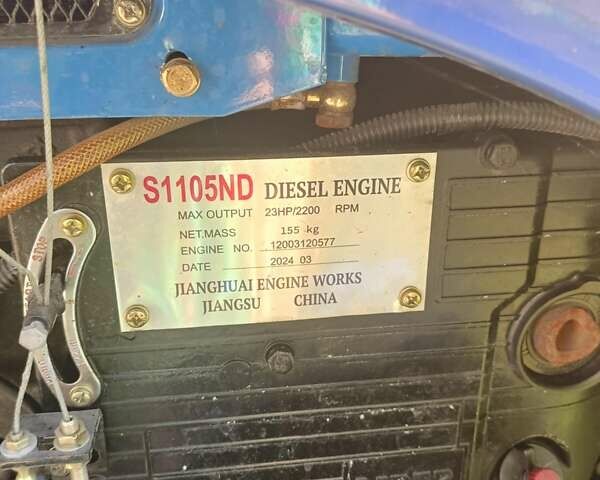 S1105ND DIESEL ENGINE
MAX OUTPUT 23HP/2200 RPM
NET.MASS 155 kg
ENGINE NO. 12003120577
DATE 2024 03
JIANGHUAI ENGINE WORKS
JIANGSU CHINA
STOP